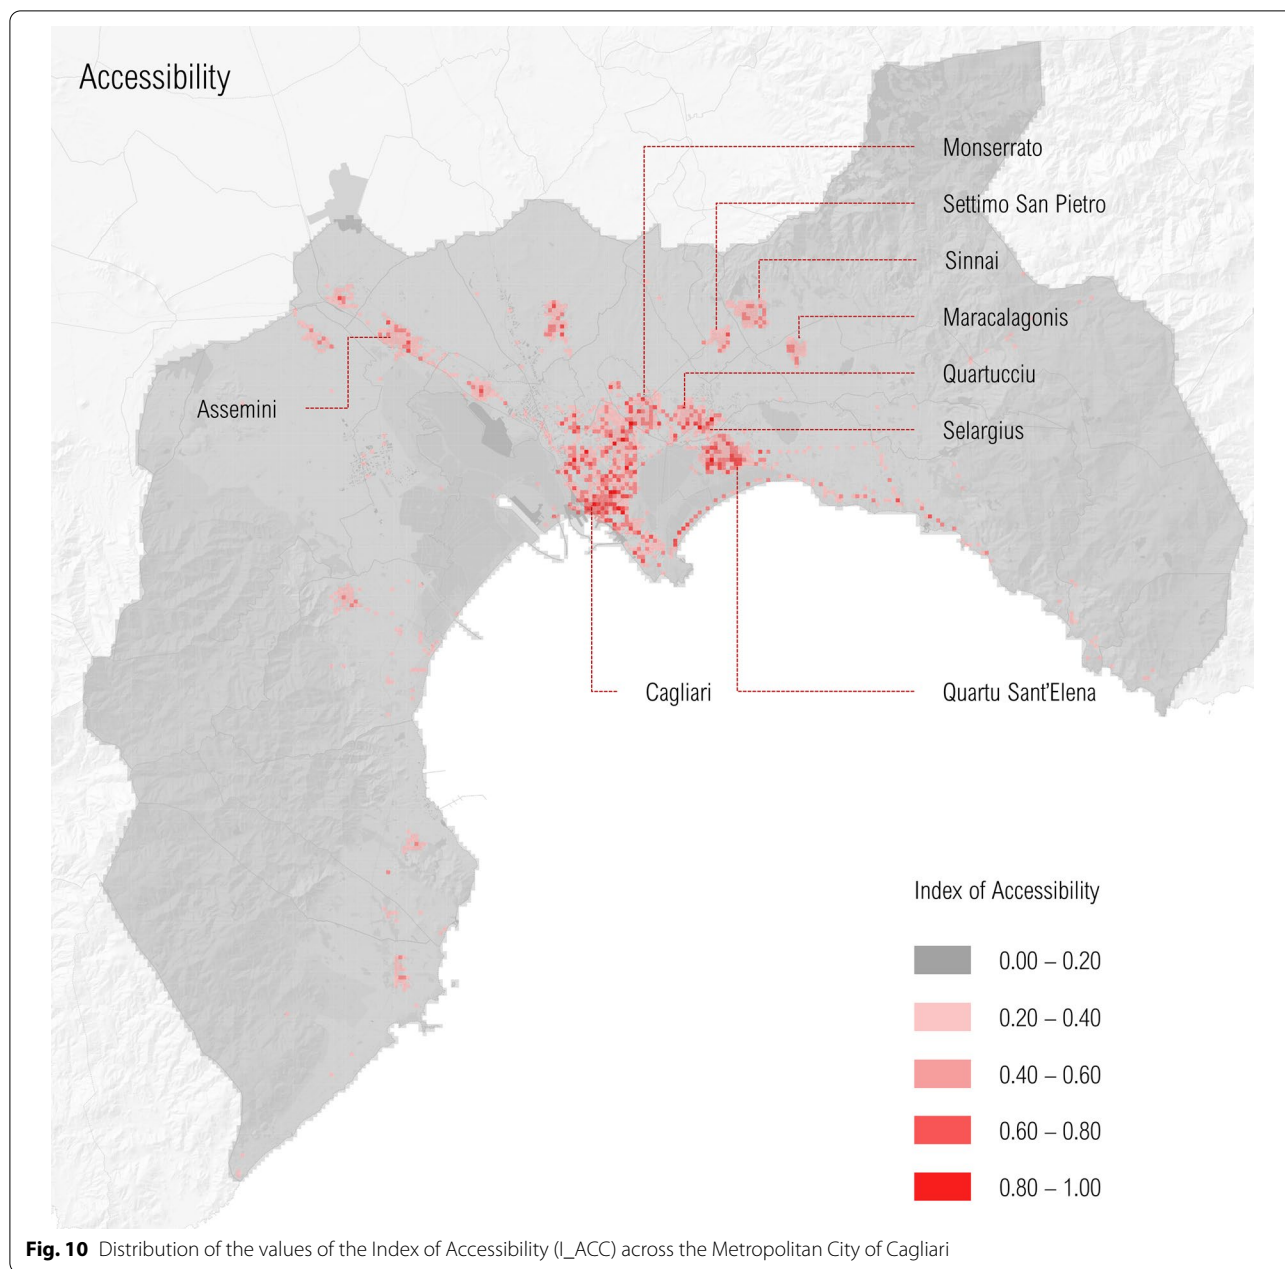 Accessibility
Monserrato
Settimo San Pietro
Sinnai
Maracalagonis
Quartucciu
Assemini
Selargius
Cagliari
Quartu Sant'Elena
Index of Accessibility
0.00 – 0.20
0.20 – 0.40
0.40 – 0.60
0.60 – 0.80
0.80 – 1.00
Fig. 10 Distribution of the values of the Index of Accessibility (I_ACC) across the Metropolitan City of Cagliari